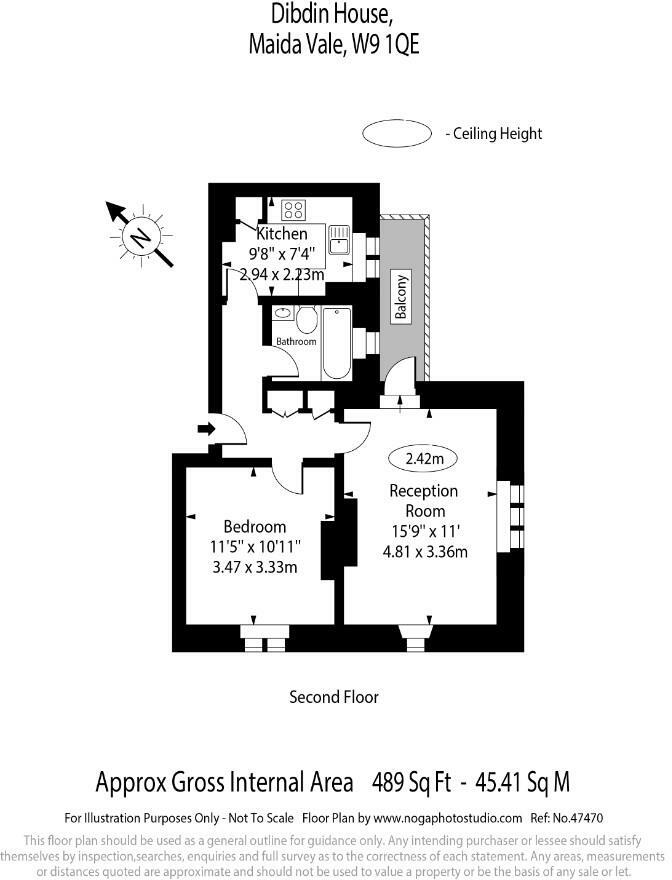 Dibdin House,
Maida Vale, W9 1QE
- Ceiling Height
N
Kitchen
9'8" x 7'4"
2.94 x 2.23m
Balcony
Bathroom
2.42m
Reception
Room
15'9" x 11'
4.81 x 3.36m
Bedroom
11'5" x 10'11"
3.47 x 3.33m
Second Floor
Approx Gross Internal Area 489 Sq Ft - 45.41 Sq M
For Illustration Purposes Only - Not To Scale Floor Plan by www.nogaphotostudio.com Ref: No.47470
This floor plan should be used as a general outline for guidance only. Any intending purchaser or lessee should satisfy
themselves by inspection,searches, enquiries and full survey as to the correctness of each statement. Any areas, measurements
or distances quoted are approximate and should not be used to value a property or be the basis of any sale or let.